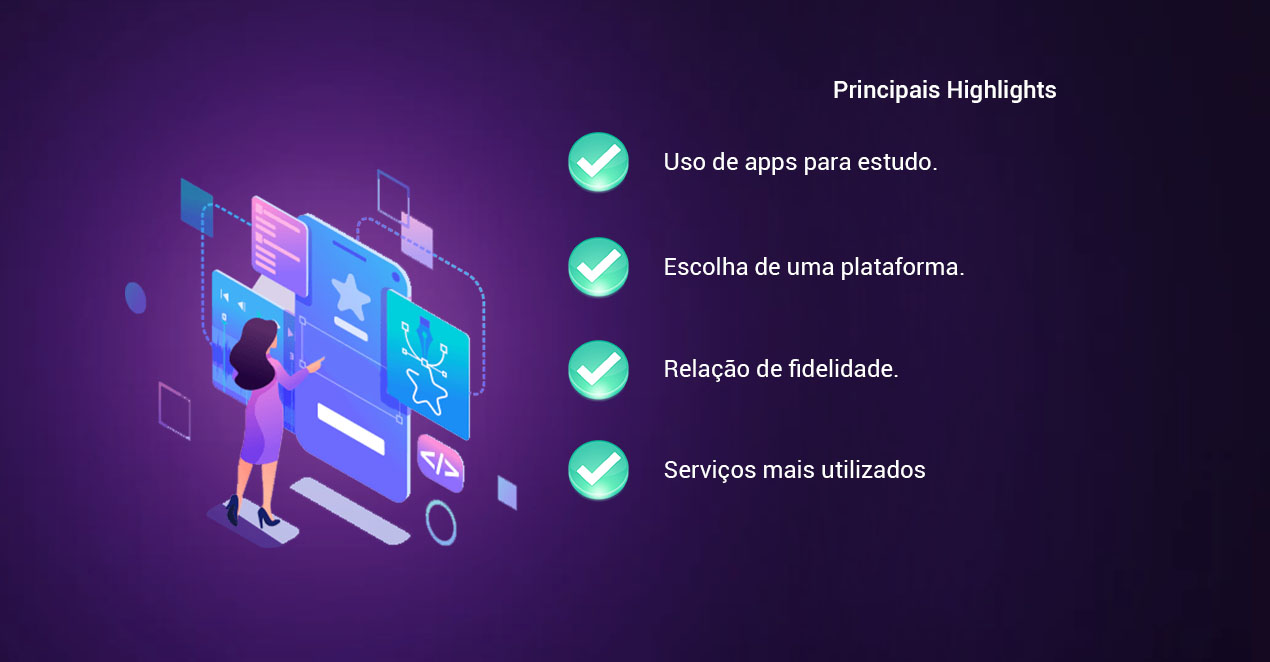 Principais Highlights
Uso de apps para estudo.
Escolha de uma plataforma.
Relação de fidelidade.
Serviços mais utilizados